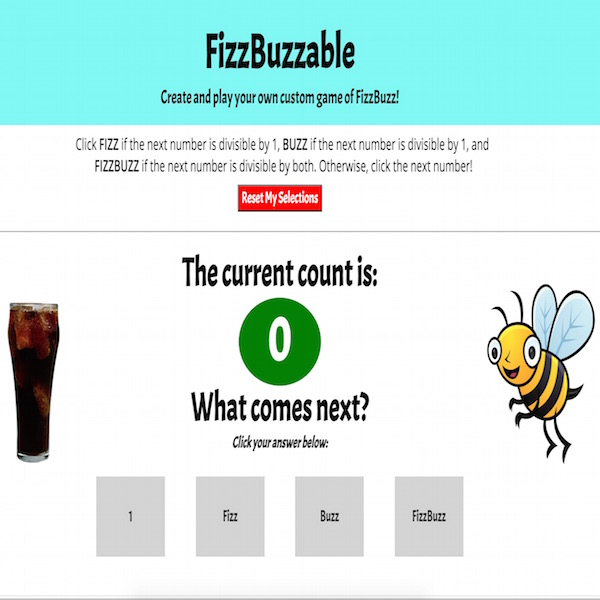 FizzBuzzable
Create and play your own custom game of FizzBuzz!
Click FIZZ if the next number is divisible by 1, BUZZ if the next number is divisible by 1, and
FIZZBUZZ if the next number is divisible by both. Otherwise, click the next number!
Reset My Selections
The current count is:
0
What comes next?
Click your answer below:
1 Fizz Buzz FizzBuzz